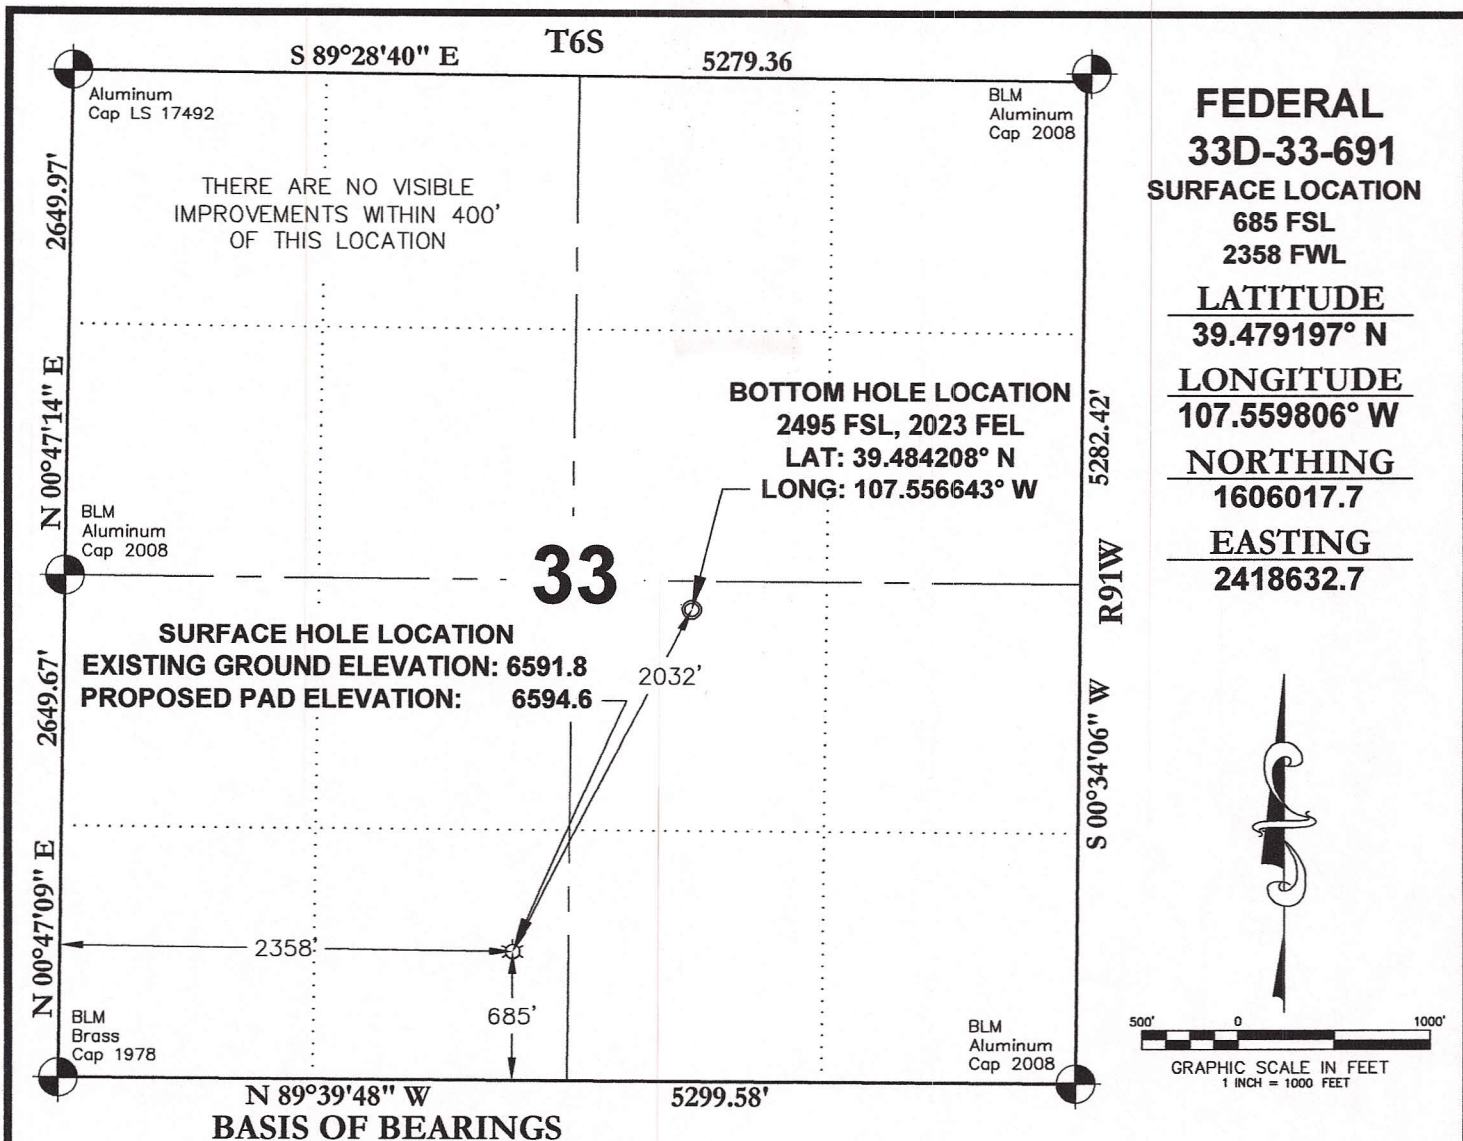 T6S
S 89°28'40" E
5279.36
Aluminum
Cap LS 17492
BLM
Aluminum
Cap 2008
2649.97'
THERE ARE NO VISIBLE
IMPROVEMENTS WITHIN 400'
OF THIS LOCATION
N 00°47'14" E
BOTTOM HOLE LOCATION
2495 FSL, 2023 FEL
LAT: 39.484208° N
LONG: 107.556643° W
5282.42'
BLM
Aluminum
Cap 2008
33
R91W
SURFACE HOLE LOCATION
EXISTING GROUND ELEVATION: 6591.8
PROPOSED PAD ELEVATION: 6594.6
2032'
2649.67'
S 00°34'06" W
N 00°47'09" E
2358'
685'
BLM
Brass
Cap 1978
BLM
Aluminum
Cap 2008
N 89°39'48" W
5299.58'
BASIS OF BEARINGS
FEDERAL
33D-33-691
SURFACE LOCATION
685 FSL
2358 FWL
LATITUDE
39.479197° N
LONGITUDE
107.559806° W
NORTHING
1606017.7
EASTING
2418632.7
500' 0 1000'
GRAPHIC SCALE IN FEET
1 INCH = 1000 FEET